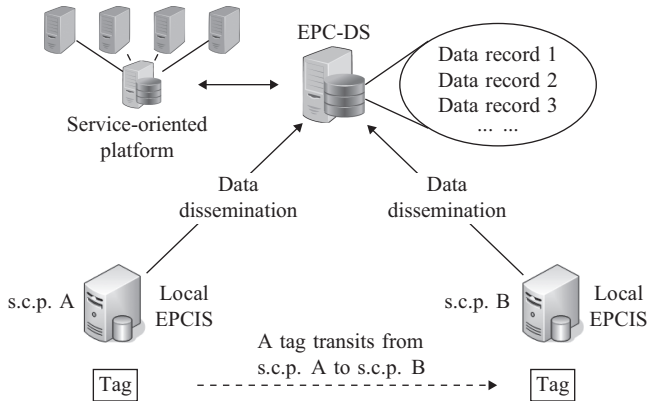 EPC-DS
Data record 1
Data record 2
Data record 3
... ...
Service-oriented
platform
Data
dissemination
Data
dissemination
s.c.p. A
Local
EPCIS
s.c.p. B
Local
EPCIS
A tag transits from
s.c.p. A to s.c.p. B
Tag
Tag